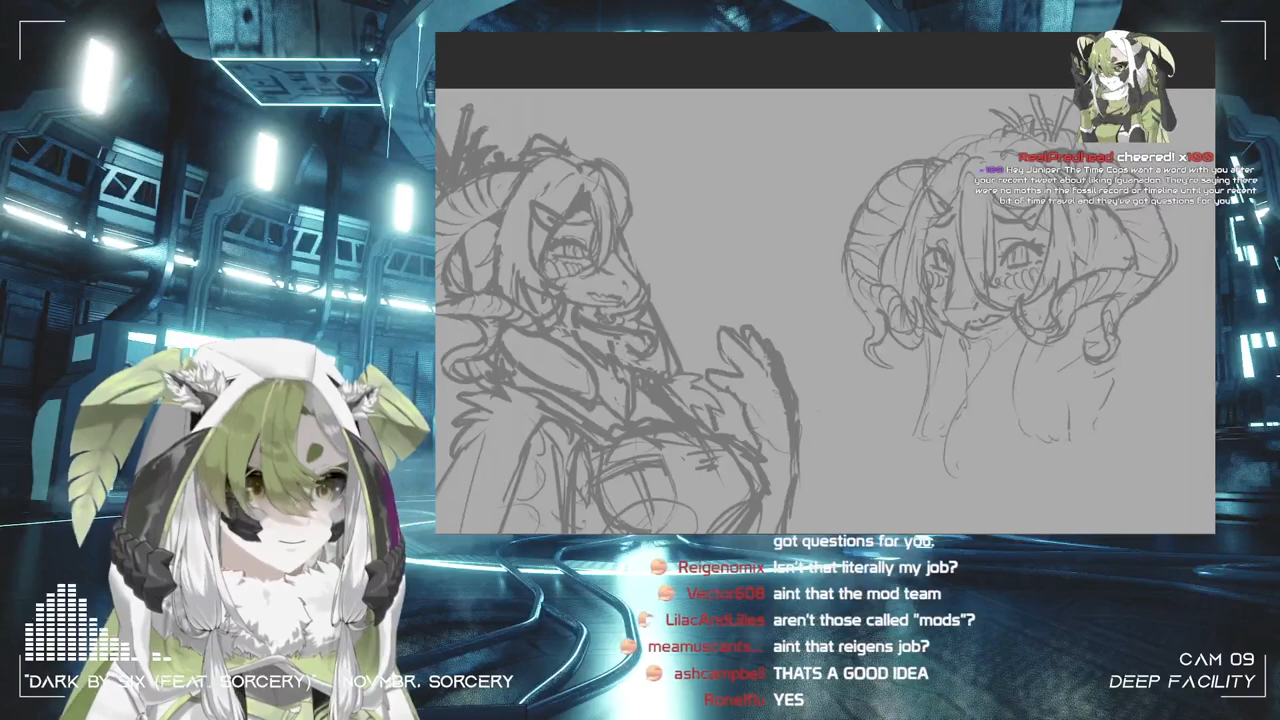 RealPredhead cheered! x100
x100 Hey Juniper The Time Cops want a word with you after
your recent tweet about liking Iguanodon They're saying there
were no moths in the fossil record or timeline until your recent
bit of time travel and they've got questions for you.
got questions for you.
Reigenomix Isn't that literally my job?
Vector608 aint that the mod team
LilacAndLilies aren't those called "mods"?
meamuscants... aint that reigens job?
ashcampbell THATS A GOOD IDEA
Ronelflu YES
"DARK BY SIX (FEAT. SORCERY)" NOVMBR, SORCERY
CAM 09
DEEP FACILITY